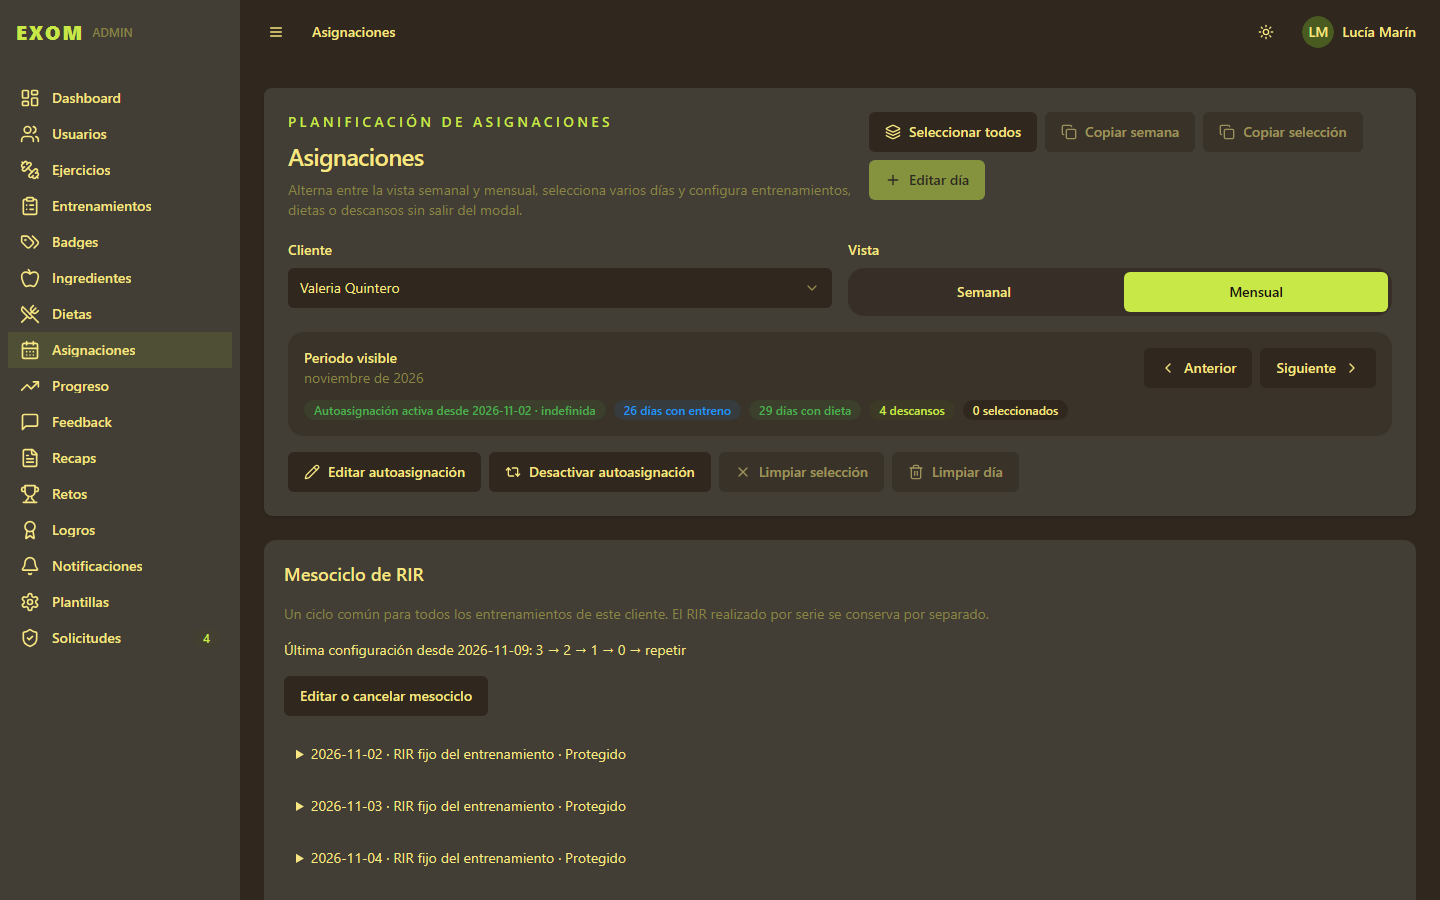 EXOM ADMIN
Asignaciones
LM Lucía Marín
Dashboard
Usuarios
Ejercicios
Entrenamientos
Badges
Ingredientes
Dietas
Asignaciones
Progreso
Feedback
Recaps
Retos
Logros
Notificaciones
Plantillas
Solicitudes 4
PLANIFICACIÓN DE ASIGNACIONES
Asignaciones
Alterna entre la vista semanal y mensual, selecciona varios días y configura entrenamientos,
dietas o descansos sin salir del modal.
Seleccionar todos
Copiar semana
Copiar selección
Editar día
Cliente
Valeria Quintero
Vista
Semanal
Mensual
Periodo visible
noviembre de 2026
Anterior
Siguiente
Autoasignación activa desde 2026-11-02 · indefinida
26 días con entreno
29 días con dieta
4 descansos
0 seleccionados
Editar autoasignación
Desactivar autoasignación
Limpiar selección
Limpiar día
Mesociclo de RIR
Un ciclo común para todos los entrenamientos de este cliente. El RIR realizado por serie se conserva por separado.
Última configuración desde 2026-11-09: 3 → 2 → 1 → 0 → repetir
Editar o cancelar mesociclo
▶ 2026-11-02 · RIR fijo del entrenamiento · Protegido
▶ 2026-11-03 · RIR fijo del entrenamiento · Protegido
▶ 2026-11-04 · RIR fijo del entrenamiento · Protegido